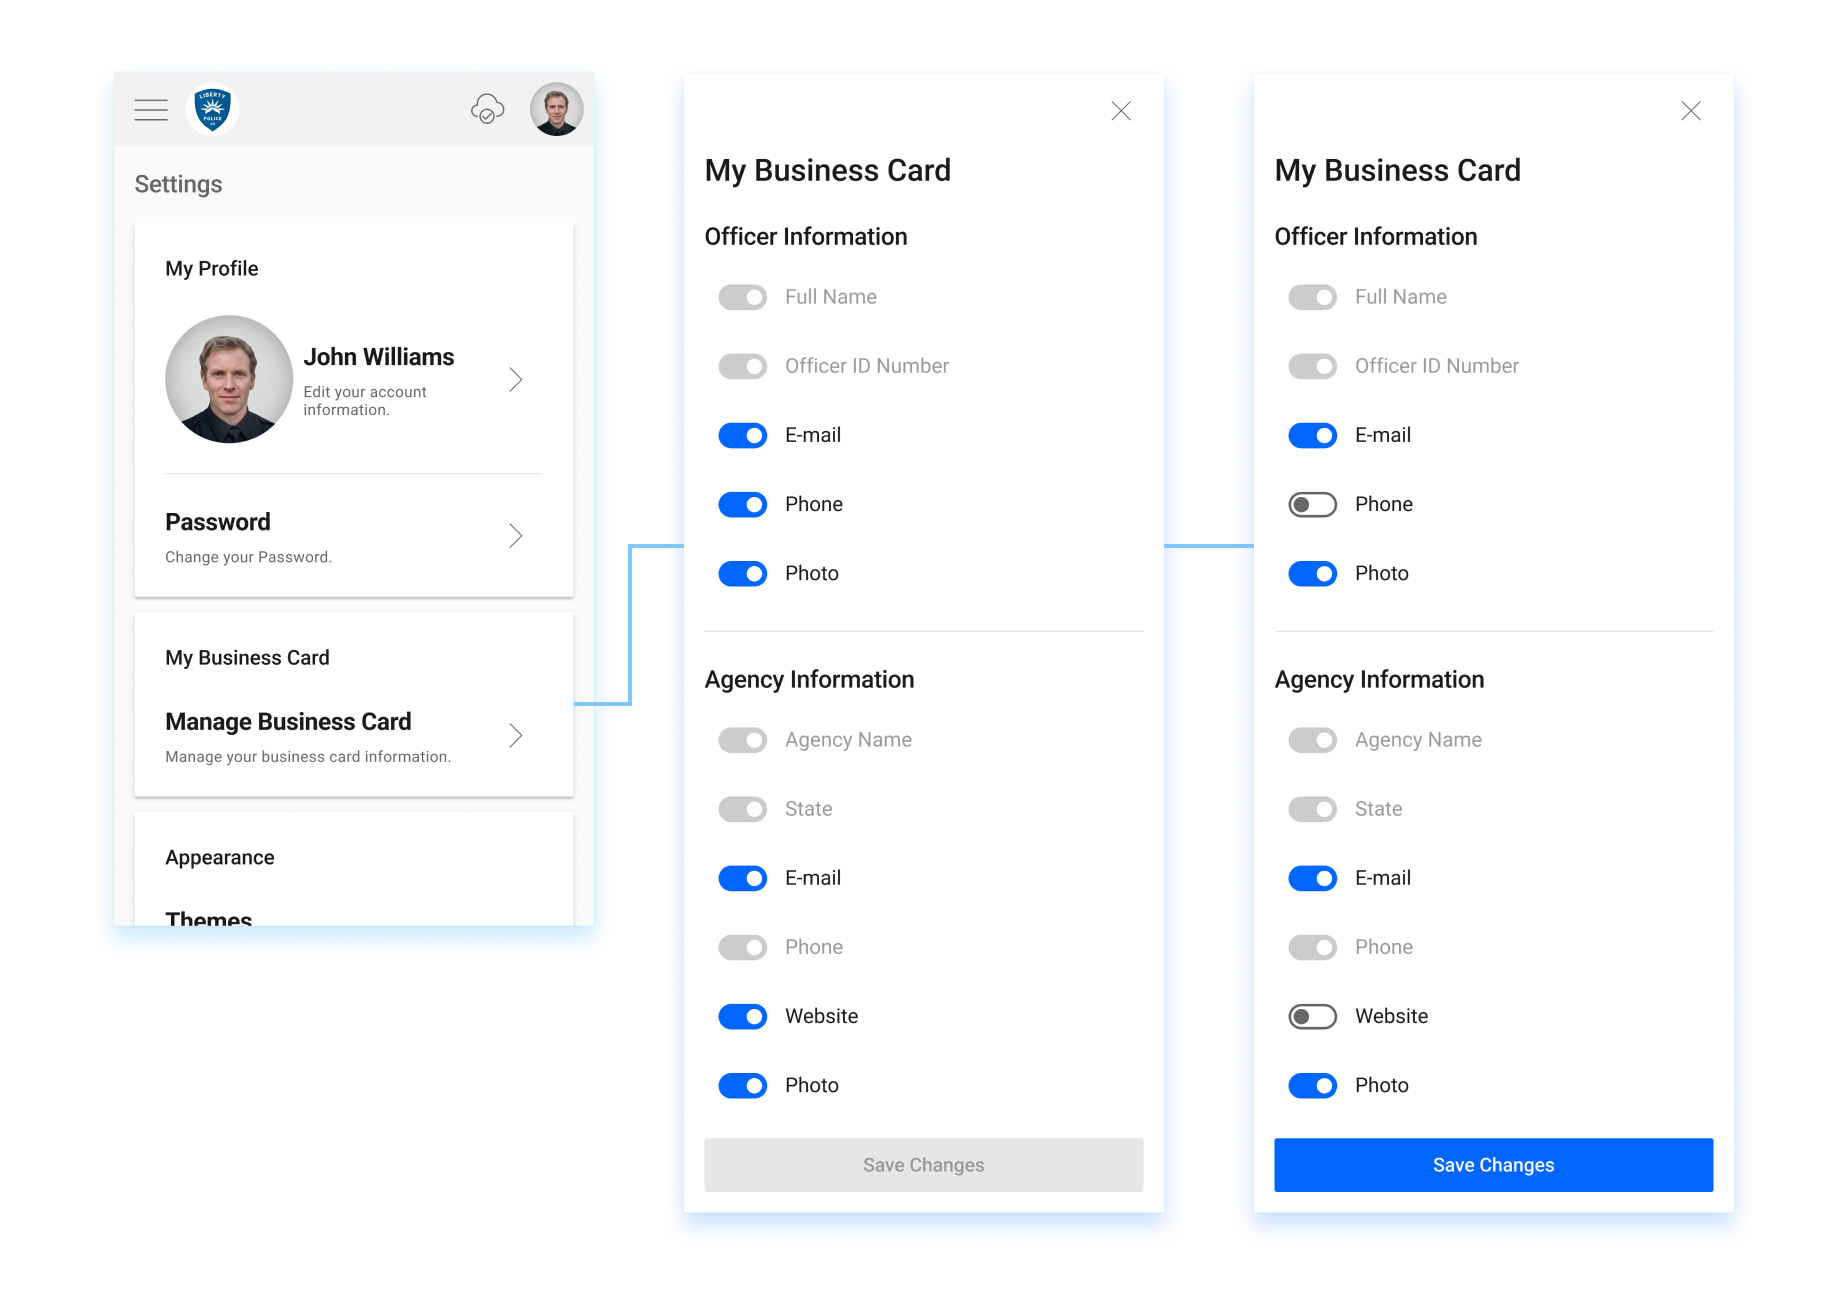 LIBERTY
POLICE
CO
Settings
My Profile
John Williams
Edit your account
information.
Password
Change your Password.
My Business Card
Manage Business Card
Manage your business card information.
Appearance
Themes
My Business Card
Officer Information
Full Name
Officer ID Number
E-mail
Phone
Photo
Agency Information
Agency Name
State
E-mail
Phone
Website
Photo
Save Changes
My Business Card
Officer Information
Full Name
Officer ID Number
E-mail
Phone
Photo
Agency Information
Agency Name
State
E-mail
Phone
Website
Photo
Save Changes